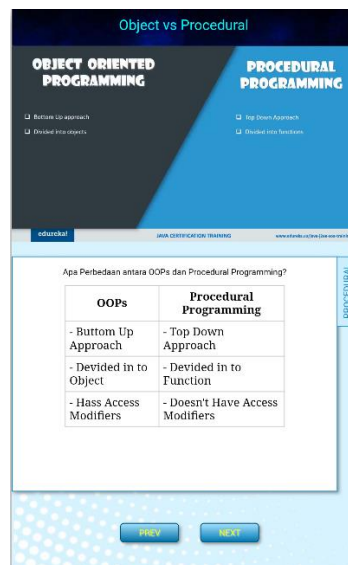 Object vs Procedural
OBJECT ORIENTED
PROGRAMMING
PROCEDURAL
PROGRAMMING
Buttom Up approach
Divided into objects
Top Down Approach
Divided into functions
edureka!
JAVA CERTIFICATION TRAINING
Apa Perbedaan antara OOPs dan Procedural Programming?
PROCEDURAL
OOPs
Procedural
Programming
- Buttom Up
Approach
- Top Down
Approach
- Devided in to
Object
- Devided in to
Function
- Hass Access
Modifiers
- Doesn't Have Access
Modifiers
PREV
NEXT